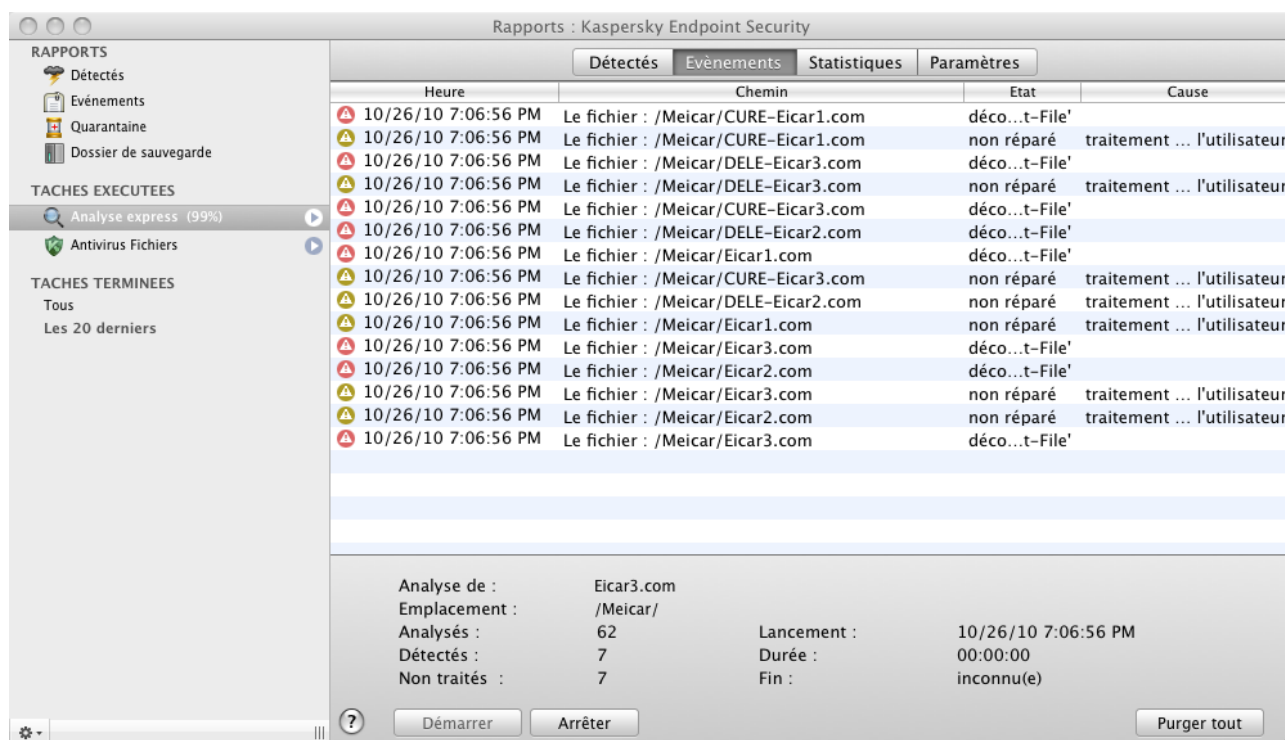 Rapports : Kaspersky Endpoint Security
RAPPORTS
Détectés
Evénements
Quarantaine
Dossier de sauvegarde
TACHES EXECUTEES
Analyse express (99%)
Antivirus Fichiers
TACHES TERMINEES
Tous
Les 20 derniers
Détectés Evènements Statistiques Paramètres
Heure Chemin Etat Cause
10/26/10 7:06:56 PM Le fichier : /Meicar/CURE-Eicar1.com déco...t-File'
10/26/10 7:06:56 PM Le fichier : /Meicar/CURE-Eicar1.com non réparé traitement ... l'utilisateur
10/26/10 7:06:56 PM Le fichier : /Meicar/DELE-Eicar3.com déco...t-File'
10/26/10 7:06:56 PM Le fichier : /Meicar/DELE-Eicar3.com non réparé traitement ... l'utilisateur
10/26/10 7:06:56 PM Le fichier : /Meicar/CURE-Eicar3.com déco...t-File'
10/26/10 7:06:56 PM Le fichier : /Meicar/DELE-Eicar2.com déco...t-File'
10/26/10 7:06:56 PM Le fichier : /Meicar/Eicar1.com déco...t-File'
10/26/10 7:06:56 PM Le fichier : /Meicar/CURE-Eicar3.com non réparé traitement ... l'utilisateur
10/26/10 7:06:56 PM Le fichier : /Meicar/DELE-Eicar2.com non réparé traitement ... l'utilisateur
10/26/10 7:06:56 PM Le fichier : /Meicar/Eicar1.com non réparé traitement ... l'utilisateur
10/26/10 7:06:56 PM Le fichier : /Meicar/Eicar3.com déco...t-File'
10/26/10 7:06:56 PM Le fichier : /Meicar/Eicar2.com déco...t-File'
10/26/10 7:06:56 PM Le fichier : /Meicar/Eicar3.com non réparé traitement ... l'utilisateur
10/26/10 7:06:56 PM Le fichier : /Meicar/Eicar2.com non réparé traitement ... l'utilisateur
10/26/10 7:06:56 PM Le fichier : /Meicar/Eicar3.com déco...t-File'
Analyse de : Eicar3.com
Emplacement : /Meicar/
Analysés : 62 Lancement : 10/26/10 7:06:56 PM
Détectés : 7 Durée : 00:00:00
Non traités : 7 Fin : inconnu(e)
? Démarrer Arrêter Purger tout